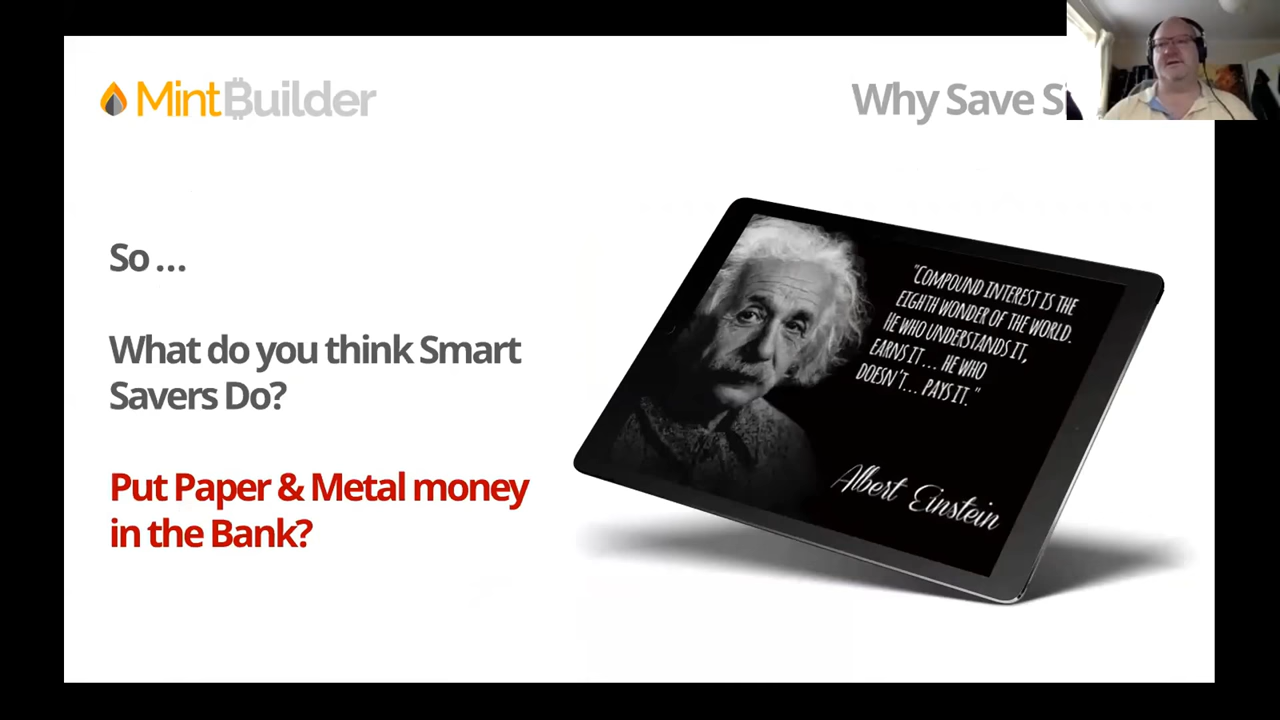 MintBuilder
Why Save
So ...
What do you think Smart
Savers Do?
Put Paper & Metal money
in the Bank?
"COMPOUND INTEREST IS THE
EIGHTH WONDER OF THE WORLD.
HE WHO UNDERSTANDS IT,
EARNS IT... HE WHO
DOESN'T... PAYS IT."
Albert Einstein